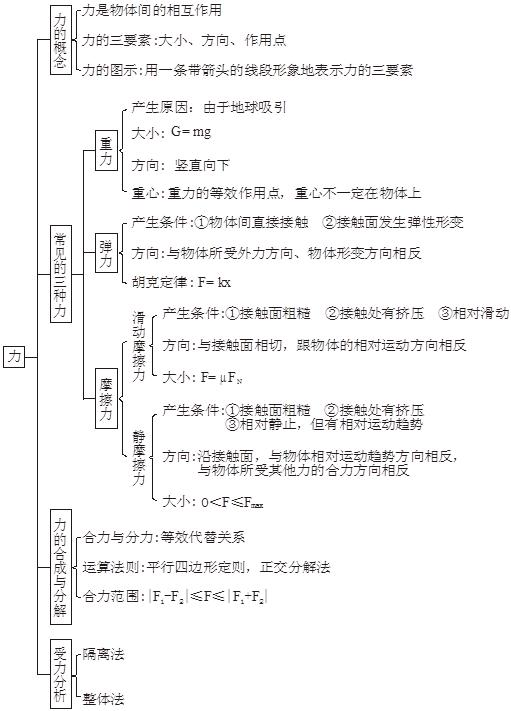 力
力的概念
力是物体间的相互作用
力的三要素:大小、方向、作用点
力的图示:用一条带箭头的线段形象地表示力的三要素
常见的三种力
重力
产生原因：由于地球吸引
大小: G=mg
方向： 竖直向下
重心:重力的等效作用点，重心不一定在物体上
弹力
产生条件:①物体间直接接触 ②接触面发生弹性形变
方向:与物体所受外力方向、物体形变方向相反
胡克定律:F=kx
摩擦力
滑动摩擦力
产生条件:①接触面粗糙 ②接触处有挤压 ③相对滑动
方向:与接触面相切，跟物体的相对运动方向相反
大小: F=μFN
静摩擦力
产生条件:①接触面粗糙 ②接触处有挤压
③相对静止，但有相对运动趋势
方向:沿接触面，与物体相对运动趋势方向相反，
与物体所受其他力的合力方向相反
大小: 0＜F≤Fmax
力的合成与分解
合力与分力:等效代替关系
运算法则:平行四边形定则，正交分解法
合力范围:|F1-F2|≤F≤|F1+F2|
受力分析
隔离法
整体法